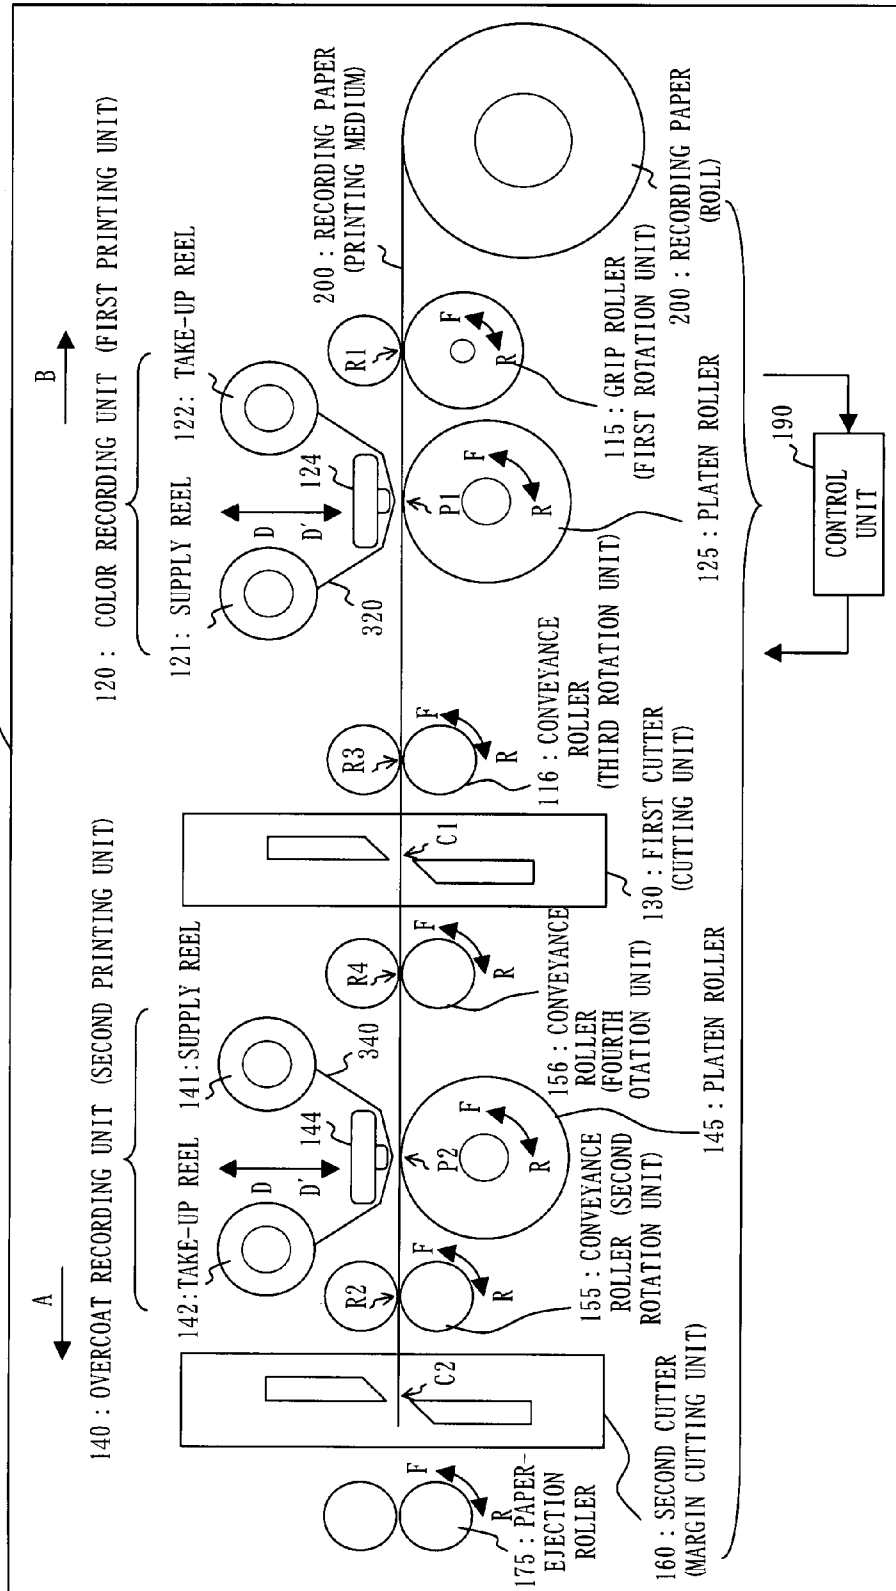 A
B
140 : OVERCOAT RECORDING UNIT (SECOND PRINTING UNIT)
120 : COLOR RECORDING UNIT (FIRST PRINTING UNIT)
142:TAKE-UP REEL
141:SUPPLY REEL
121: SUPPLY REEL
122: TAKE-UP REEL
D
D′
144
340
D
D′
124
320
200 : RECORDING PAPER
(PRINTING MEDIUM)
R2
R4
R3
R1
C2
P2
C1
P1
F
R
F
R
F
R
F
R
F
R
F
R
F
R
175 : PAPER-
EJECTION
ROLLER
160 : SECOND CUTTER
(MARGIN CUTTING UNIT)
155 : CONVEYANCE
ROLLER (SECOND
ROTATION UNIT)
145 : PLATEN ROLLER
156 : CONVEYANCE
ROLLER
(FOURTH
OTATION UNIT)
130 : FIRST CUTTER
(CUTTING UNIT)
116 : CONVEYANCE
ROLLER
(THIRD ROTATION UNIT)
125 : PLATEN ROLLER
115 : GRIP ROLLER
(FIRST ROTATION UNIT)
200 : RECORDING PAPER
(ROLL)
190
CONTROL
UNIT